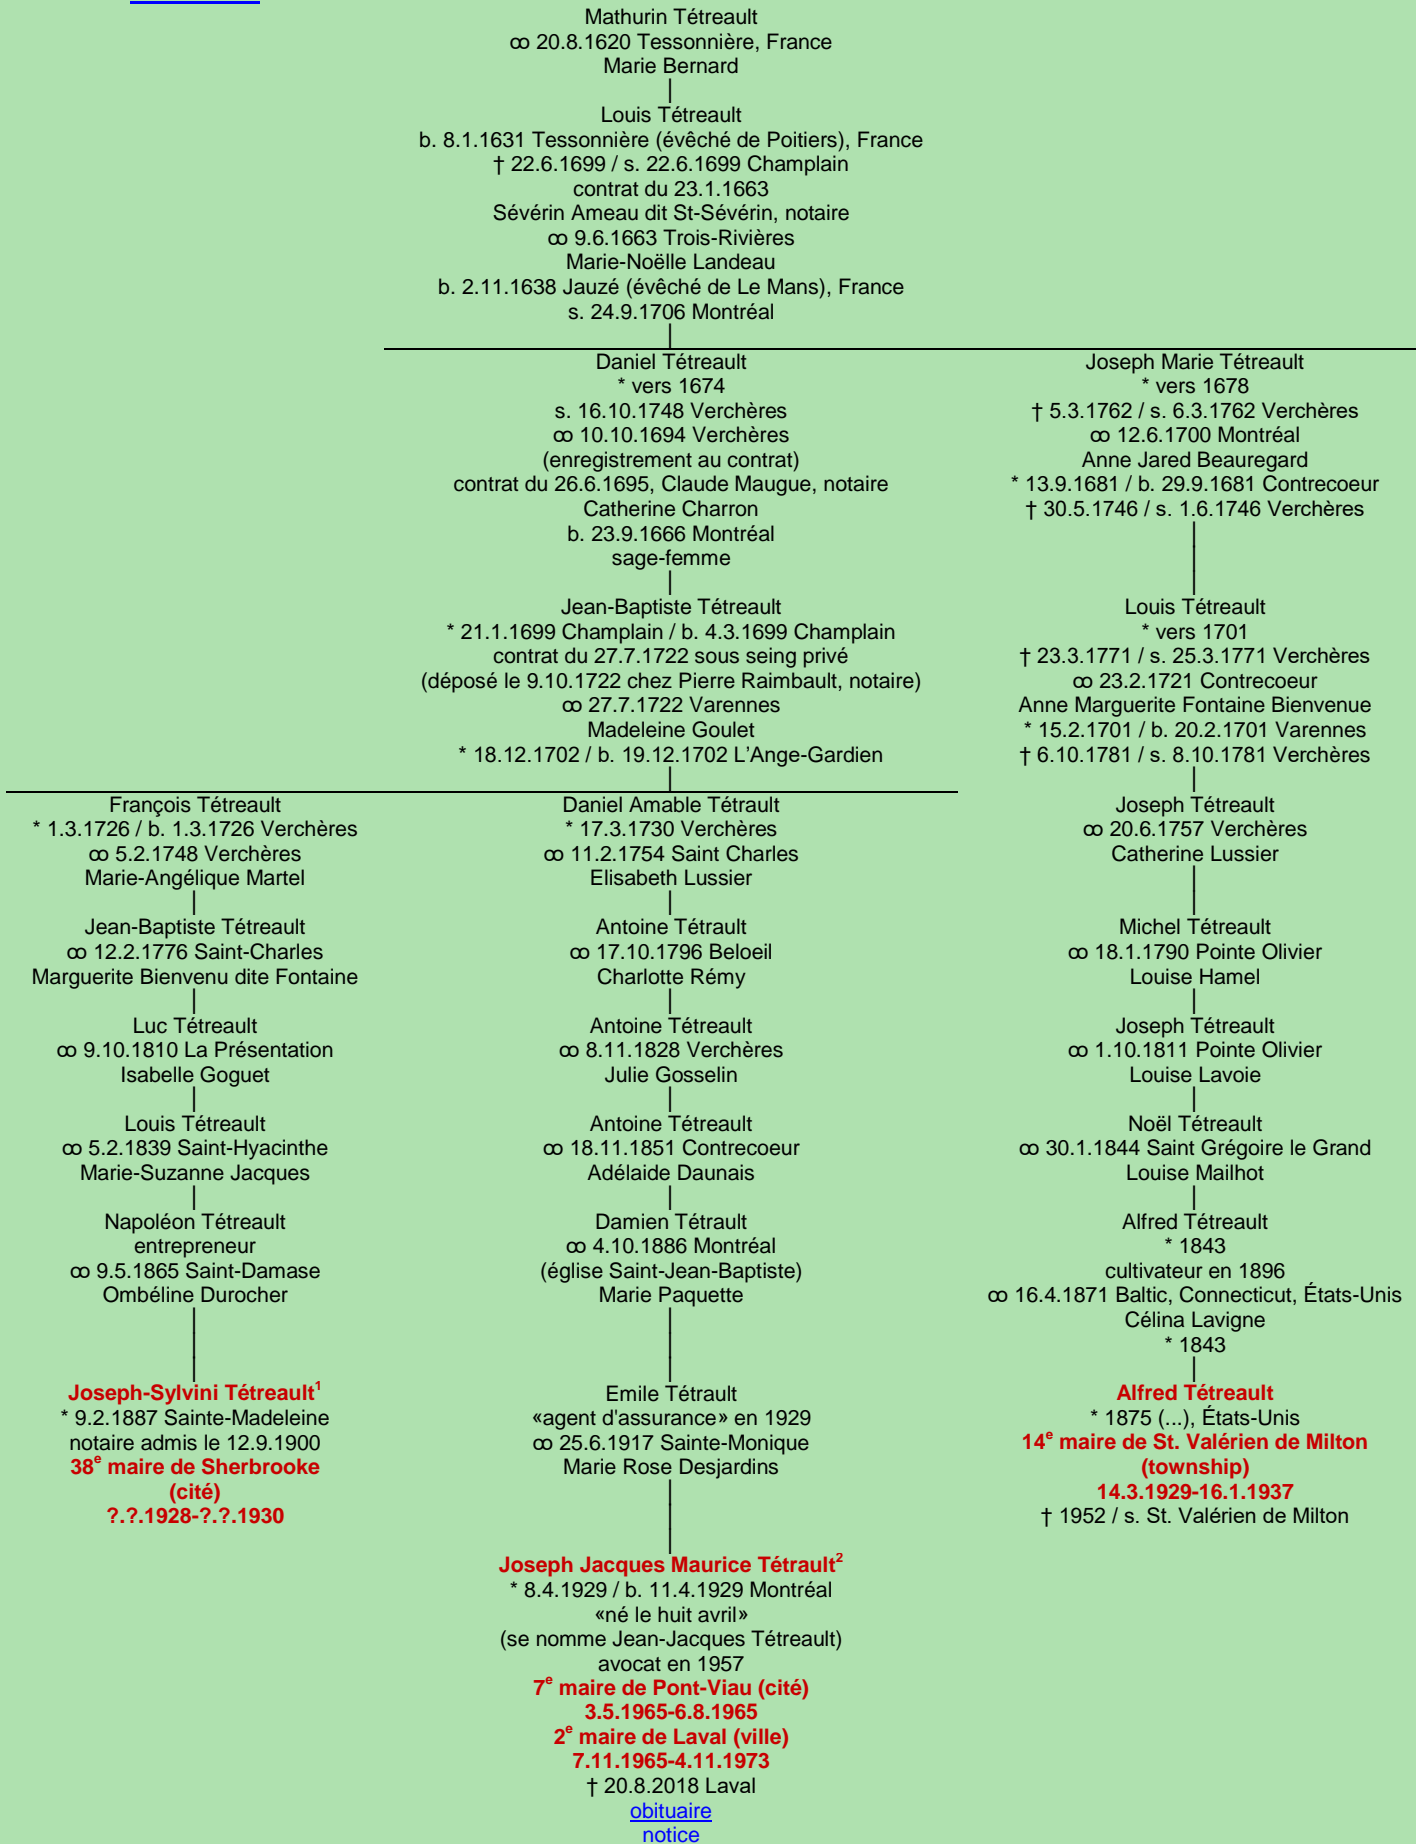 Mathurin Tétreault
ꝏ 20.8.1620 Tessonnière, France
Marie Bernard
Louis Tétreault
b. 8.1.1631 Tessonnière (évêché de Poitiers), France
† 22.6.1699 / s. 22.6.1699 Champlain
contrat du 23.1.1663
Sévérin Ameau dit St-Sévérin, notaire
ꝏ 9.6.1663 Trois-Rivières
Marie-Noëlle Landeau
b. 2.11.1638 Jauzé (évêché de Le Mans), France
s. 24.9.1706 Montréal
Daniel Tétreault
* vers 1674
s. 16.10.1748 Verchères
ꝏ 10.10.1694 Verchères
(enregistrement au contrat)
contrat du 26.6.1695, Claude Maugue, notaire
Catherine Charron
b. 23.9.1666 Montréal
sage-femme
Joseph Marie Tétreault
* vers 1678
† 5.3.1762 / s. 6.3.1762 Verchères
ꝏ 12.6.1700 Montréal
Anne Jared Beauregard
* 13.9.1681 / b. 29.9.1681 Contrecoeur
† 30.5.1746 / s. 1.6.1746 Verchères
Jean-Baptiste Tétreault
* 21.1.1699 Champlain / b. 4.3.1699 Champlain
contrat du 27.7.1722 sous seing privé
(déposé le 9.10.1722 chez Pierre Raimbault, notaire)
ꝏ 27.7.1722 Varennes
Madeleine Goulet
* 18.12.1702 / b. 19.12.1702 L'Ange-Gardien
Louis Tétreault
* vers 1701
† 23.3.1771 / s. 25.3.1771 Verchères
ꝏ 23.2.1721 Contrecoeur
Anne Marguerite Fontaine Bienvenue
* 15.2.1701 / b. 20.2.1701 Varennes
† 6.10.1781 / s. 8.10.1781 Verchères
François Tétreault
* 1.3.1726 / b. 1.3.1726 Verchères
ꝏ 5.2.1748 Verchères
Marie-Angélique Martel
Daniel Amable Tétrault
* 17.3.1730 Verchères
ꝏ 11.2.1754 Saint Charles
Elisabeth Lussier
Joseph Tétreault
ꝏ 20.6.1757 Verchères
Catherine Lussier
Jean-Baptiste Tétreault
ꝏ 12.2.1776 Saint-Charles
Marguerite Bienvenu dite Fontaine
Antoine Tétrault
ꝏ 17.10.1796 Beloeil
Charlotte Rémy
Michel Tétreault
ꝏ 18.1.1790 Pointe Olivier
Louise Hamel
Luc Tétreault
ꝏ 9.10.1810 La Présentation
Isabelle Goguet
Antoine Tétreault
ꝏ 8.11.1828 Verchères
Julie Gosselin
Joseph Tétreault
ꝏ 1.10.1811 Pointe Olivier
Louise Lavoie
Louis Tétreault
ꝏ 5.2.1839 Saint-Hyacinthe
Marie-Suzanne Jacques
Antoine Tétreault
ꝏ 18.11.1851 Contrecoeur
Adélaide Daunais
Noël Tétreault
ꝏ 30.1.1844 Saint Grégoire le Grand
Louise Mailhot
Napoléon Tétreault
entrepreneur
ꝏ 9.5.1865 Saint-Damase
Ombéline Durocher
Damien Tétrault
ꝏ 4.10.1886 Montréal
(église Saint-Jean-Baptiste)
Marie Paquette
Alfred Tétreault
* 1843
cultivateur en 1896
ꝏ 16.4.1871 Baltic, Connecticut, États-Unis
Célina Lavigne
* 1843
Joseph-Sylvini Tétreault¹
* 9.2.1887 Sainte-Madeleine
notaire admis le 12.9.1900
38ᵉ maire de Sherbrooke
(cité)
?.?.1928-?.?.1930
Emile Tétrault
«agent d'assurance» en 1929
ꝏ 25.6.1917 Sainte-Monique
Marie Rose Desjardins
Alfred Tétreault
* 1875 (...), États-Unis
14ᵉ maire de St. Valérien de Milton
(township)
14.3.1929-16.1.1937
† 1952 / s. St. Valérien de Milton
Joseph Jacques Maurice Tétrault²
* 8.4.1929 / b. 11.4.1929 Montréal
«né le huit avril»
(se nomme Jean-Jacques Tétreault)
avocat en 1957
7ᵉ maire de Pont-Viau (cité)
3.5.1965-6.8.1965
2ᵉ maire de Laval (ville)
7.11.1965-4.11.1973
† 20.8.2018 Laval
obituaire
notice